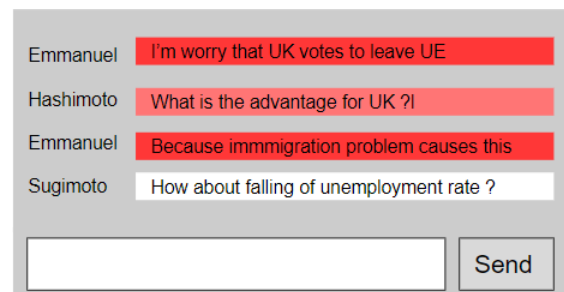 Emmanuel I'm worry that UK votes to leave UE
Hashimoto What is the advantage for UK ?l
Emmanuel Because immmigration problem causes this
Sugimoto How about falling of unemployment rate ?
Send